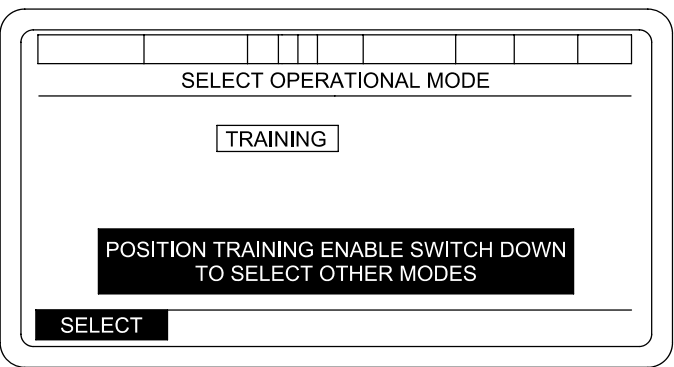 SELECT OPERATIONAL MODE
TRAINING
POSITION TRAINING ENABLE SWITCH DOWN
TO SELECT OTHER MODES
SELECT